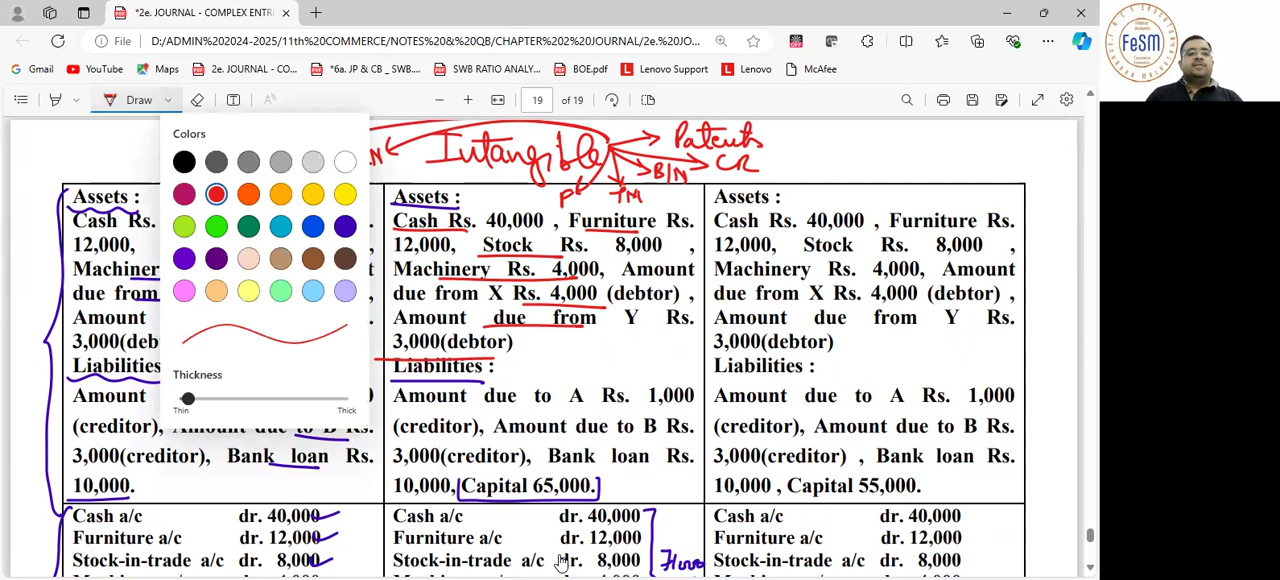 *2e. JOURNAL - COMPLEX ENTR
File
D:/ADMIN%202024-2025/11th%20COMMERCE/NOTES%20&%20HQB/CHAPTER%202%20JOURNAL/2e.%20JO...
Gmail
YouTube
Maps
2e. JOURNAL - CO...
*6a. JP & CB _ SWB....
SWB RATIO ANALY...
BOE.pdf
Lenovo Support
Lenovo
McAfee
Draw
19
of 19
Colors
Thickness
Thin
Thick
Intangible
Patents
CR
B/N
TM
P
Assets :
Cash Rs.
12,000,
Machinery
due from
Amount
3,000(deb
Liabilities
Amount
(creditor), Amount due to B Rs.
3,000(creditor), Bank loan Rs.
10,000.
Cash a/c dr. 40,000
Furniture a/c dr. 12,000
Stock-in-trade a/c dr. 8,000
Assets :
Cash Rs. 40,000 , Furniture Rs.
12,000, Stock Rs. 8,000 ,
Machinery Rs. 4,000, Amount
due from X Rs. 4,000 (debtor) ,
Amount due from Y Rs.
3,000(debtor)
Liabilities :
Amount due to A Rs. 1,000
(creditor), Amount due to B Rs.
3,000(creditor), Bank loan Rs.
10,000, Capital 65,000.
Cash a/c dr. 40,000
Furniture a/c dr. 12,000
Stock-in-trade a/c dr. 8,000
Assets :
Cash Rs. 40,000 , Furniture Rs.
12,000, Stock Rs. 8,000 ,
Machinery Rs. 4,000, Amount
due from X Rs. 4,000 (debtor) ,
Amount due from Y Rs.
3,000(debtor)
Liabilities :
Amount due to A Rs. 1,000
(creditor), Amount due to B Rs.
3,000(creditor) , Bank loan Rs.
10,000 , Capital 55,000.
Cash a/c dr. 40,000
Furniture a/c dr. 12,000
Stock-in-trade a/c dr. 8,000
FeSM